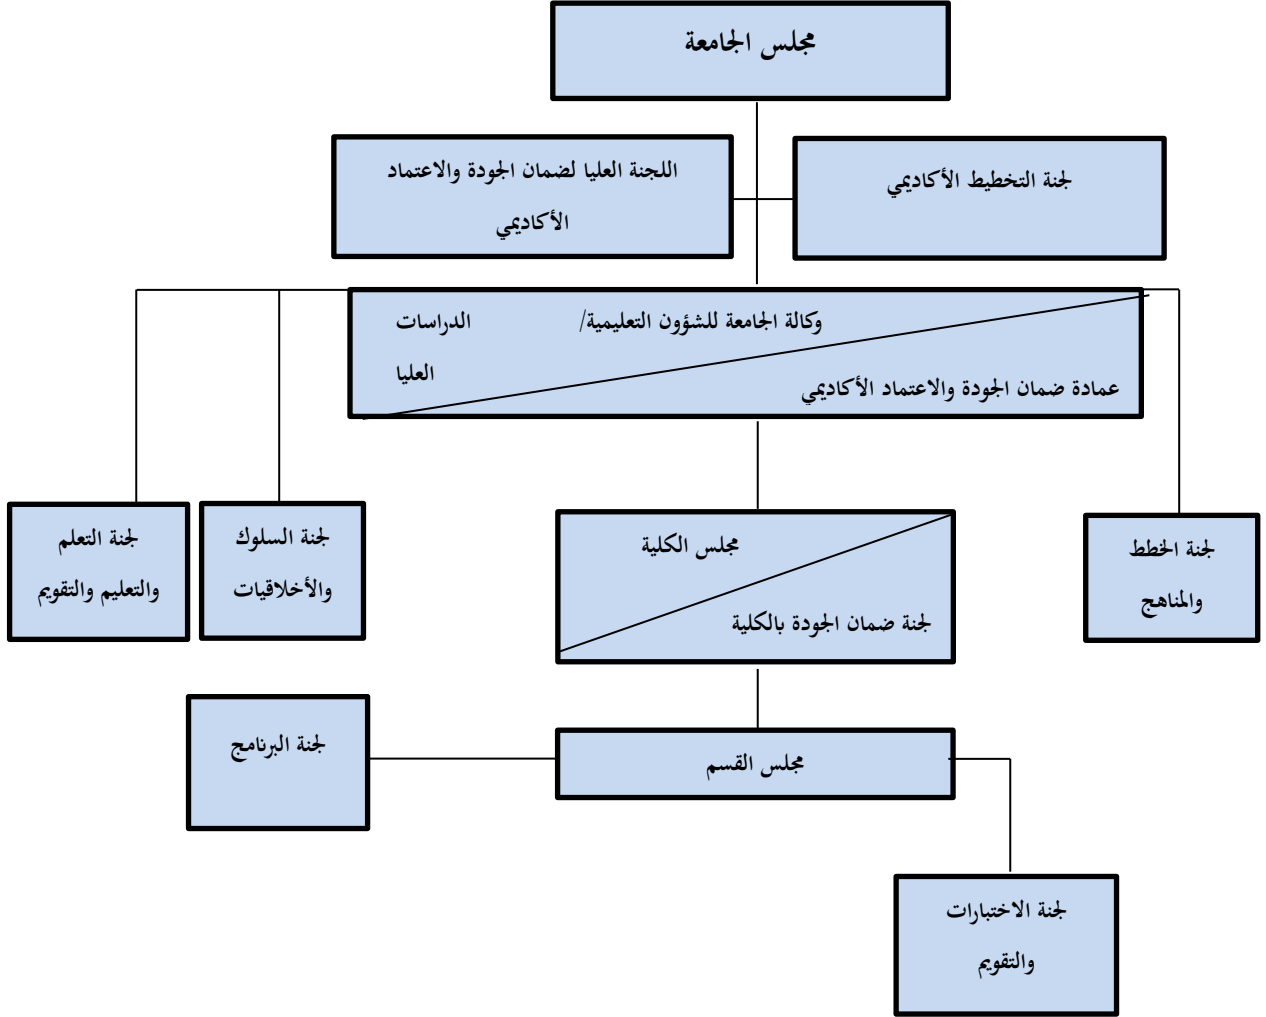 مجلس الجامعة
لجنة التخطيط الأكاديمي
اللجنة العليا لضمان الجودة والاعتماد
الأكاديمي
وكالة الجامعة للشؤون التعليمية/ الدراسات
العليا
عمادة ضمان الجودة والاعتماد الأكاديمي
لجنة الخطط
والمناهج
مجلس الكلية
لجنة ضمان الجودة بالكلية
لجنة السلوك
والأخلاقيات
لجنة التعلم
والتعليم والتقويم
مجلس القسم
لجنة البرنامج
لجنة الاختبارات
والتقويم